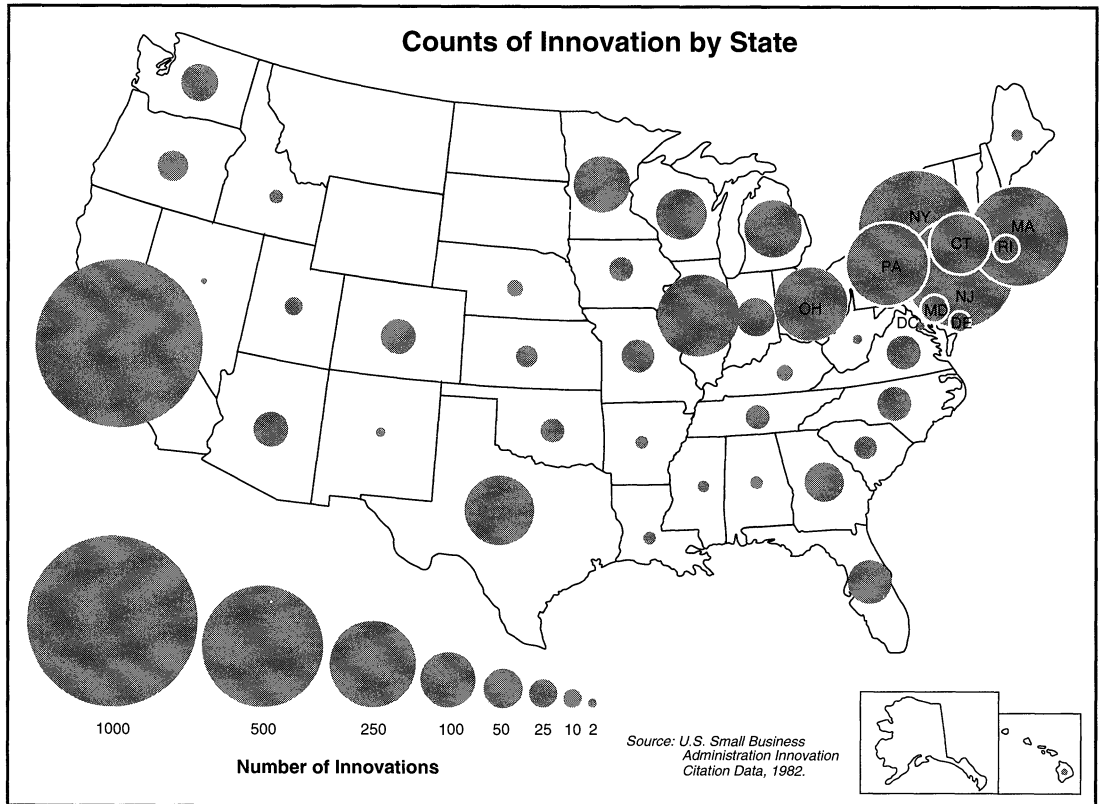 Counts of Innovation by State
NY
MA
CT
RI
PA
NJ
OH
MD
DC
DE
1000 500 250 100 50 25 10 2
Number of Innovations
Source: U.S. Small Business
Administration Innovation
Citation Data, 1982.